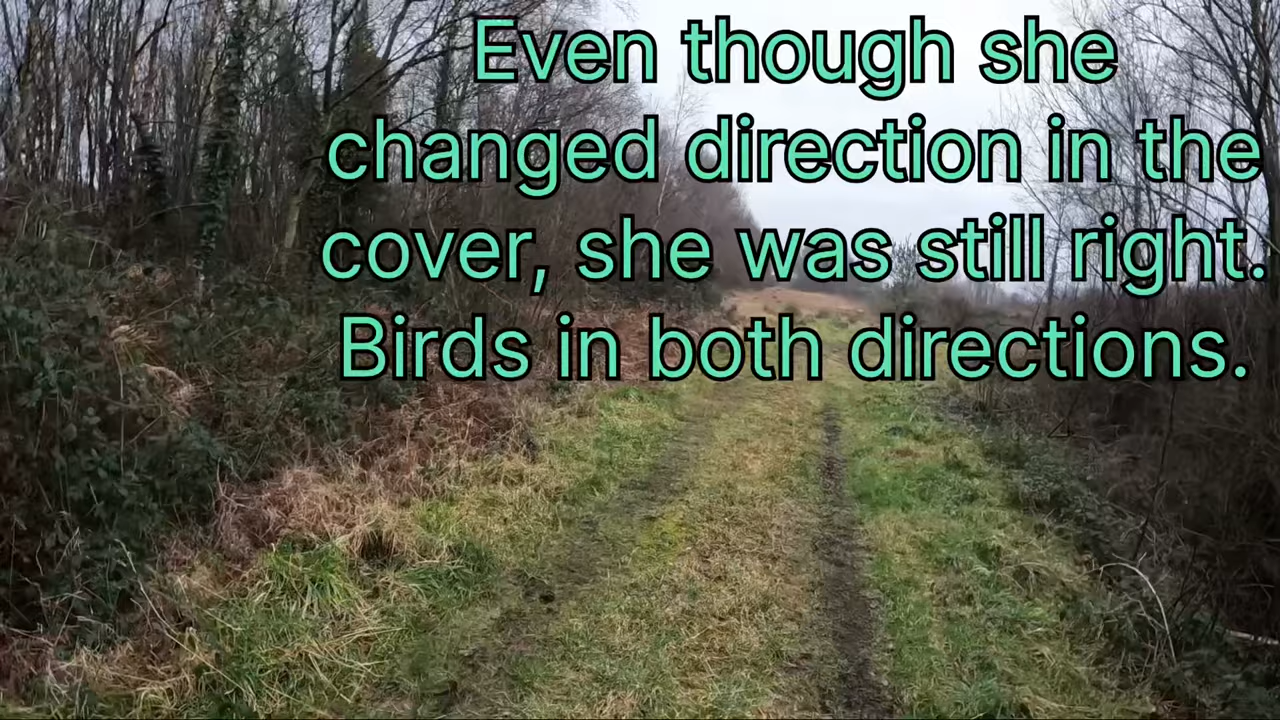 Even though she
changed direction in the
cover, she was still right.
Birds in both directions.